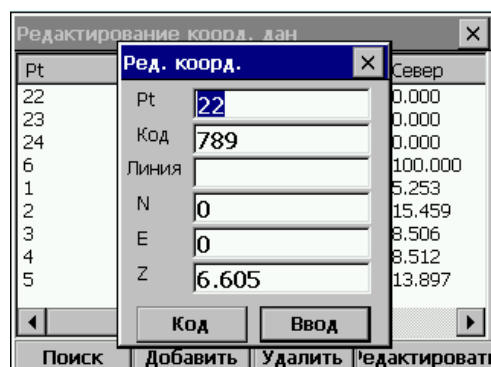 Редактирование коорд. дан
Ред. коорд.
Pt Север
22 0.000
23 0.000
24 0.000
6 100.000
1 5.253
2 15.459
3 8.506
4 8.512
5 13.897
Pt 22
Код 789
Линия
N 0
E 0
Z 6.605
Код Ввод
Поиск Добавить Удалить